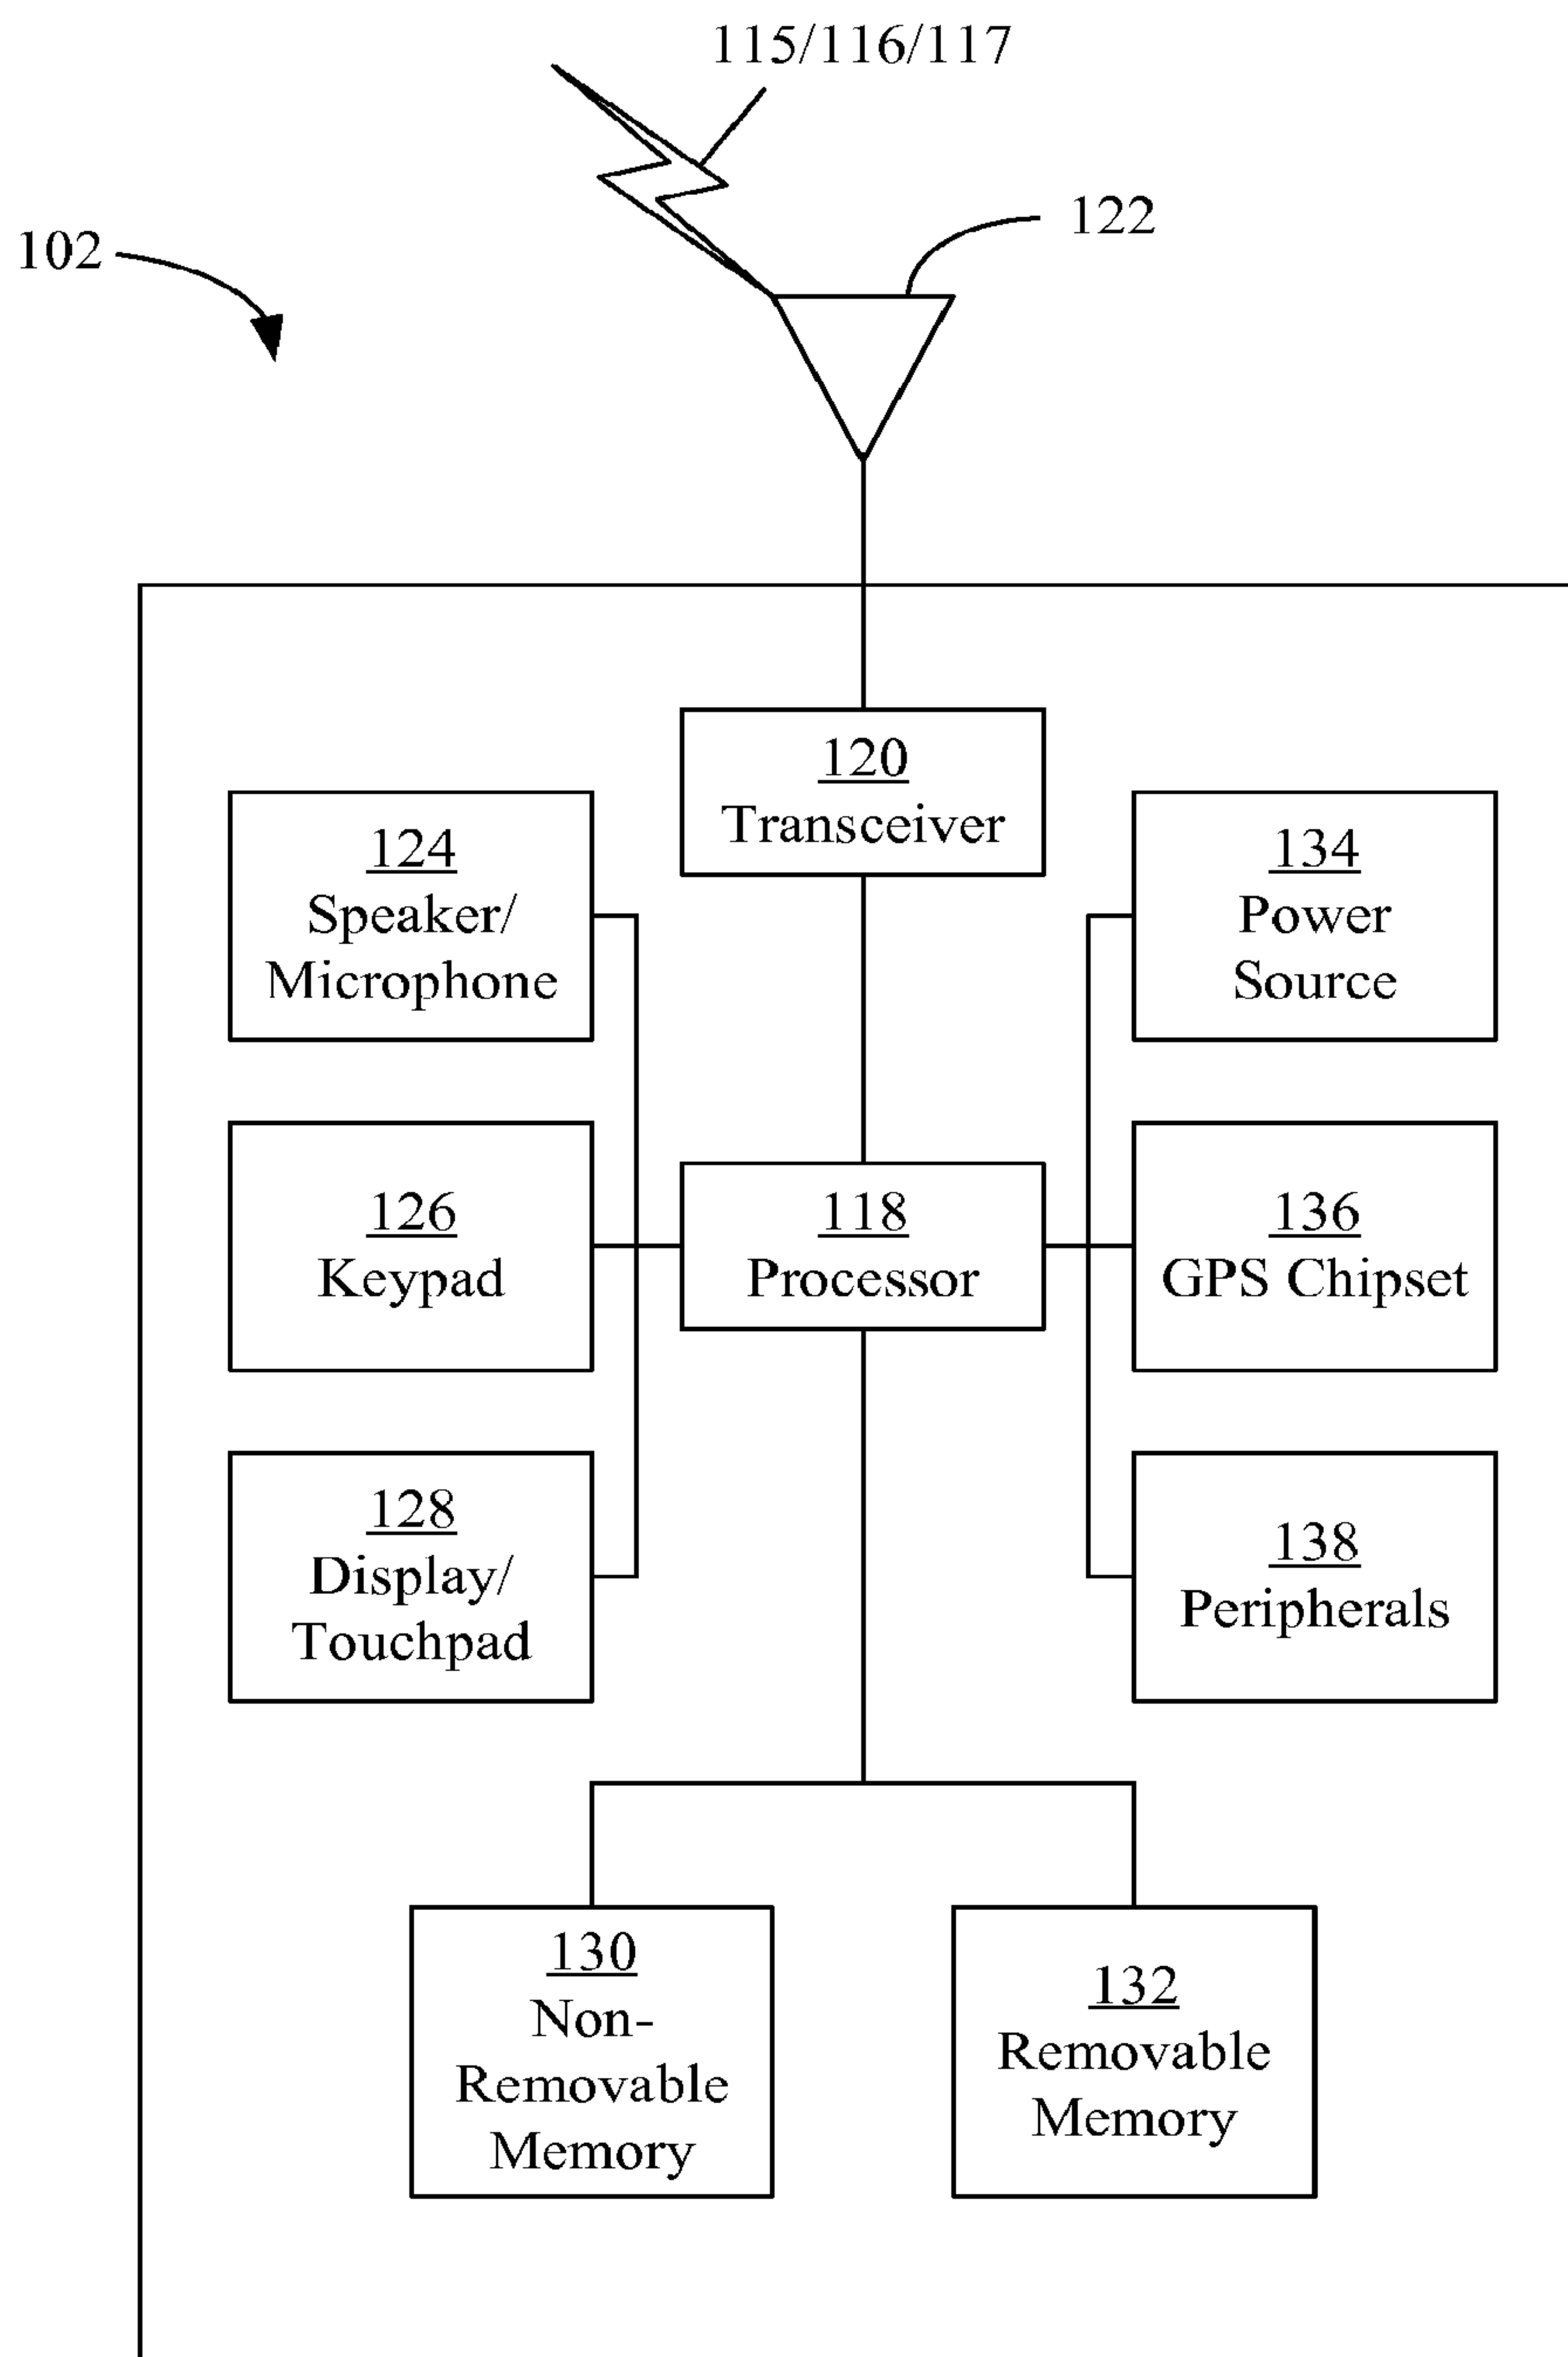 115/116/117
122
102
120
Transceiver
124
Speaker/
Microphone
134
Power
Source
126
Keypad
118
Processor
136
GPS Chipset
128
Display/
Touchpad
138
Peripherals
130
Non-
Removable
Memory
132
Removable
Memory